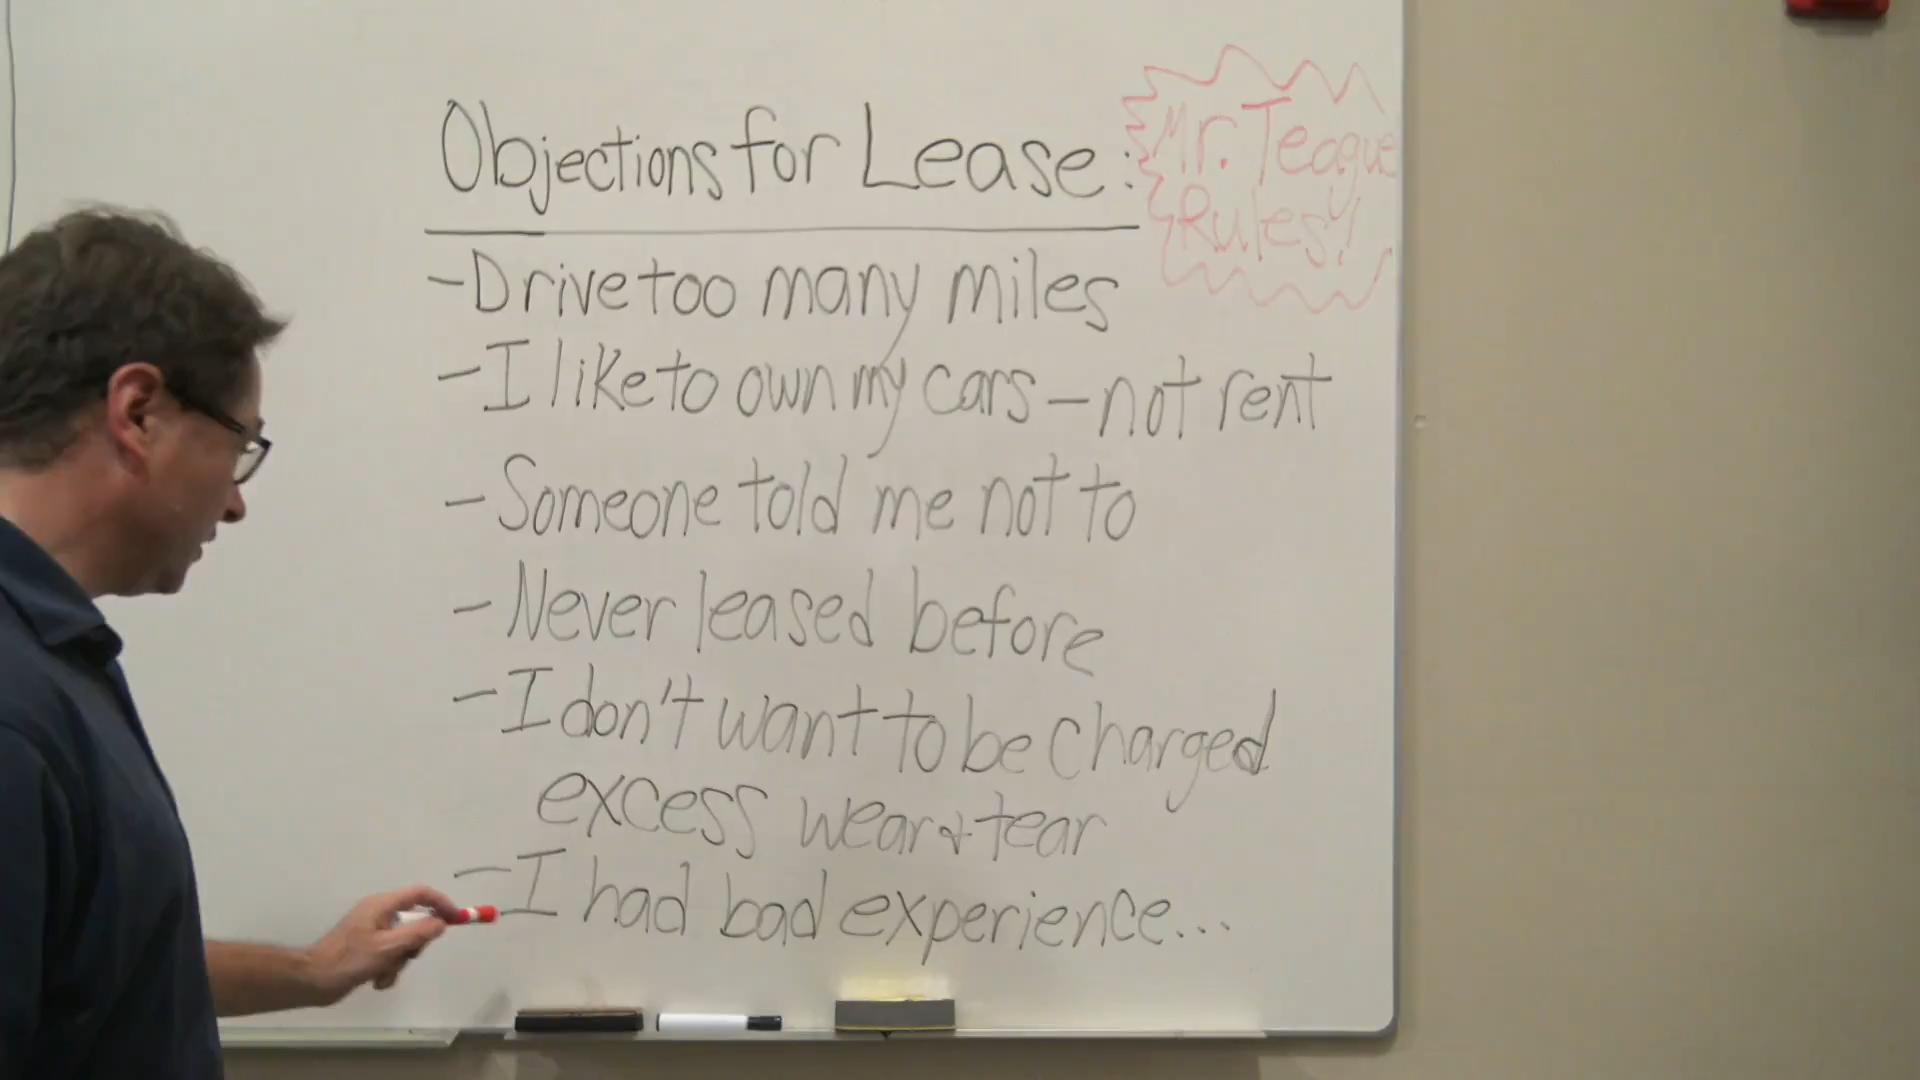 Objections for Lease:
Mr. Teague
Rules!
- Drive too many miles
- I like to own my cars - not rent
- Someone told me not to
- Never leased before
- I don't want to be charged
excess wear & tear
- I had bad experience...